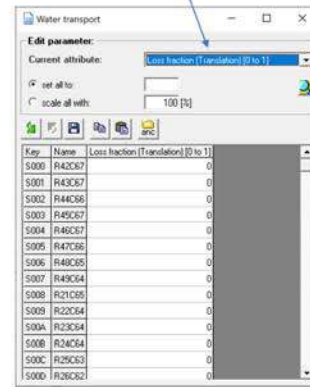 Water transport
Edit parameter:
Current attribute: Loss fraction (Translation) [0 to 1]
set all to:
scale all with: 100 [%]
anc
Key Name Loss fraction (Translation) [0 to 1]
S000 R42C67 0
S001 R43C67 0
S002 R44C66 0
S003 R45C67 0
S004 R46C67 0
S005 R47C66 0
S006 R48C65 0
S007 R49C64 0
S008 R21C65 0
S009 R22C64 0
S00A R23C64 0
S00B R24C64 0
S00C R25C63 0
S00D R26C62 0